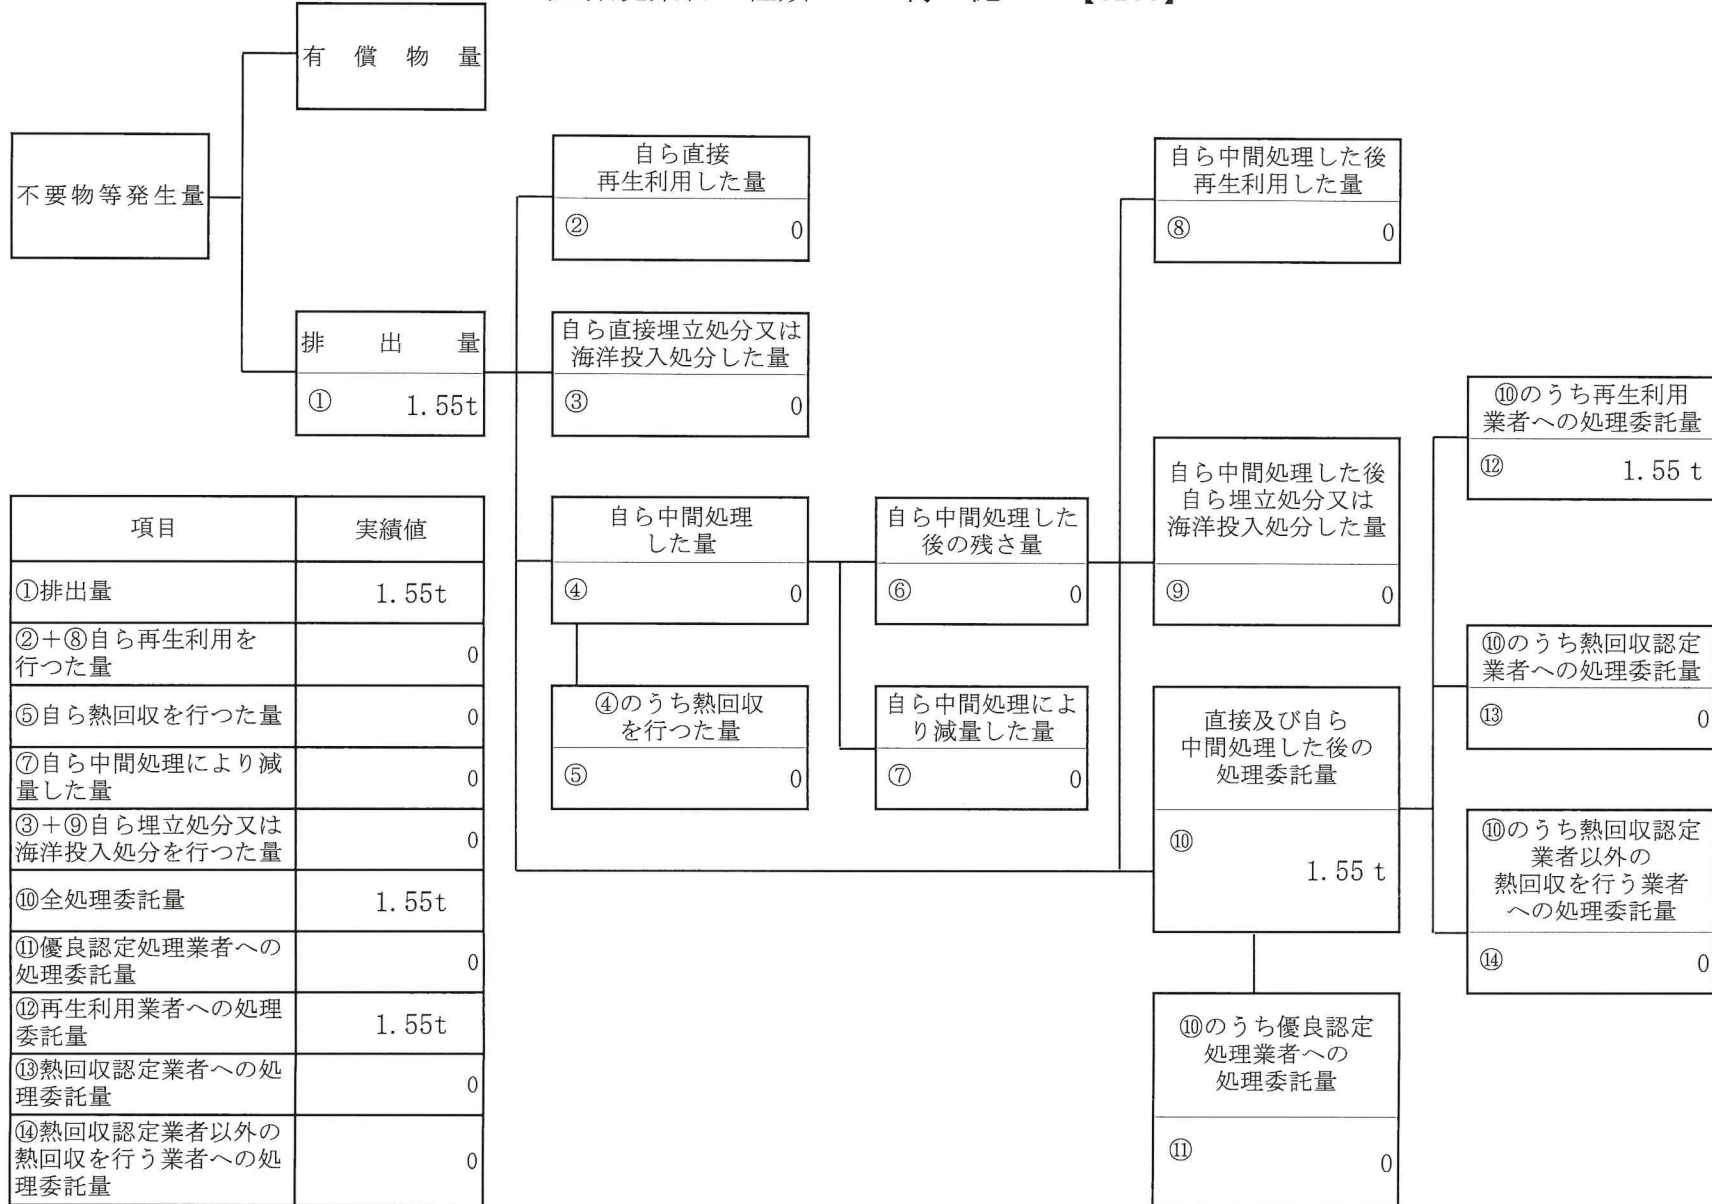 有償物量
不要物等発生量
排出量
① 1.55t
自ら直接
再生利用した量
② 0
自ら直接埋立処分又は
海洋投入処分した量
③ 0
自ら中間処理
した量
④ 0
④のうち熱回収
を行つた量
⑤ 0
自ら中間処理した
後の残さ量
⑥ 0
自ら中間処理によ
り減量した量
⑦ 0
自ら中間処理した後
再生利用した量
⑧ 0
自ら中間処理した後
自ら埋立処分又は
海洋投入処分した量
⑨ 0
直接及び自ら
中間処理した後の
処理委託量
⑩
1.55 t
⑩のうち優良認定
処理業者への
処理委託量
⑪ 0
⑩のうち再生利用
業者への処理委託量
⑫ 1.55 t
⑩のうち熱回収認定
業者への処理委託量
⑬ 0
⑩のうち熱回収認定
業者以外の
熱回収を行う業者
への処理委託量
⑭ 0
項目 実績値
①排出量 1.55t
②+⑧自ら再生利用を
行つた量 0
⑤自ら熱回収を行つた量 0
⑦自ら中間処理により減
量した量 0
③+⑨自ら埋立処分又は
海洋投入処分を行つた量 0
⑩全処理委託量 1.55t
⑪優良認定処理業者への
処理委託量 0
⑫再生利用業者への処理
委託量 1.55t
⑬熱回収認定業者への処
理委託量 0
⑭熱回収認定業者以外の
熱回収を行う業者への処
理委託量 0